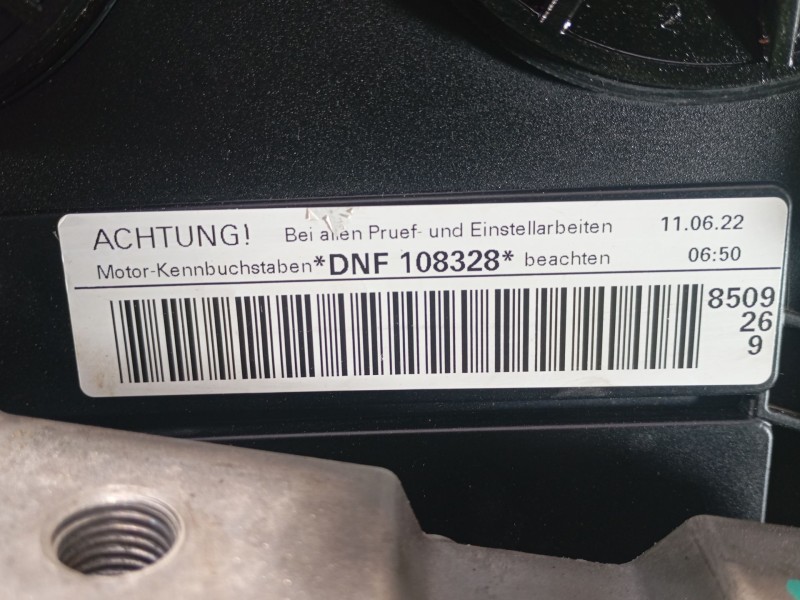 ACHTUNG! Bei allen Pruef- und Einstellarbeiten 11.06.22
Motor-Kennbuchstaben *DNF 108328* beachten 06:50
8509
26
9